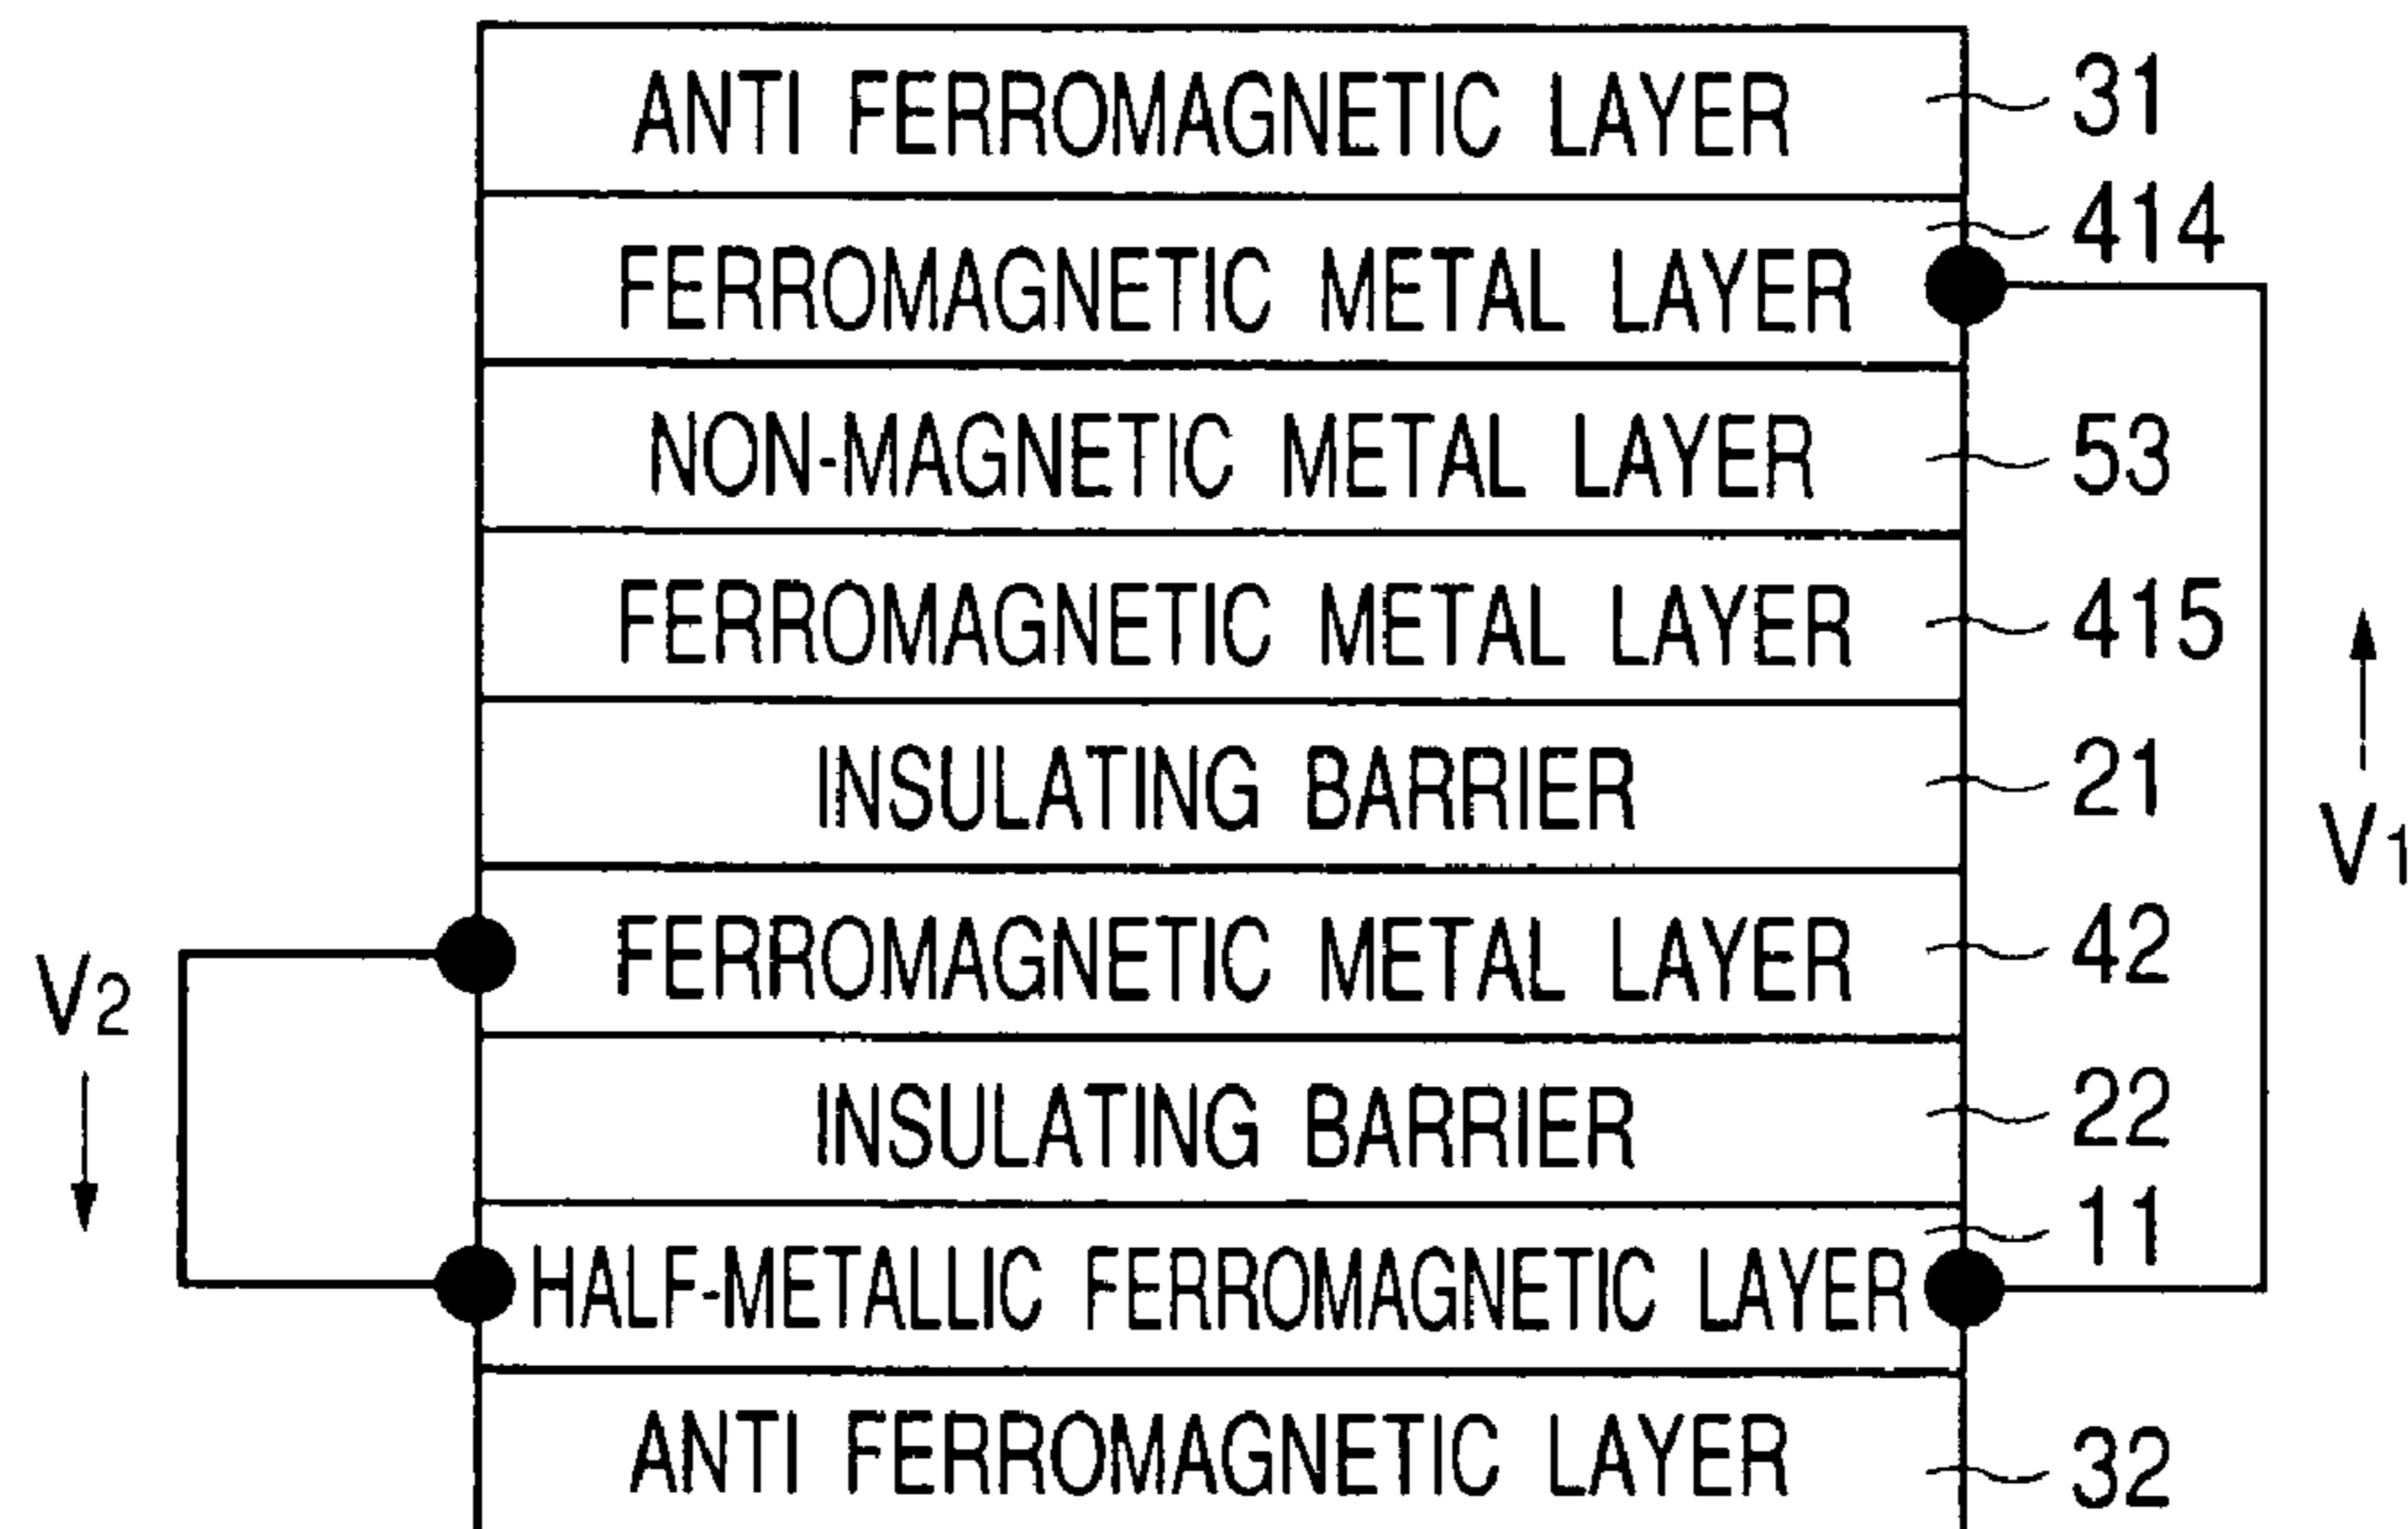 ANTI FERROMAGNETIC LAYER 31
FERROMAGNETIC METAL LAYER 414
NON-MAGNETIC METAL LAYER 53
FERROMAGNETIC METAL LAYER 415
INSULATING BARRIER 21
V1
FERROMAGNETIC METAL LAYER 42
V2
INSULATING BARRIER 22
HALF-METALLIC FERROMAGNETIC LAYER 11
ANTI FERROMAGNETIC LAYER 32